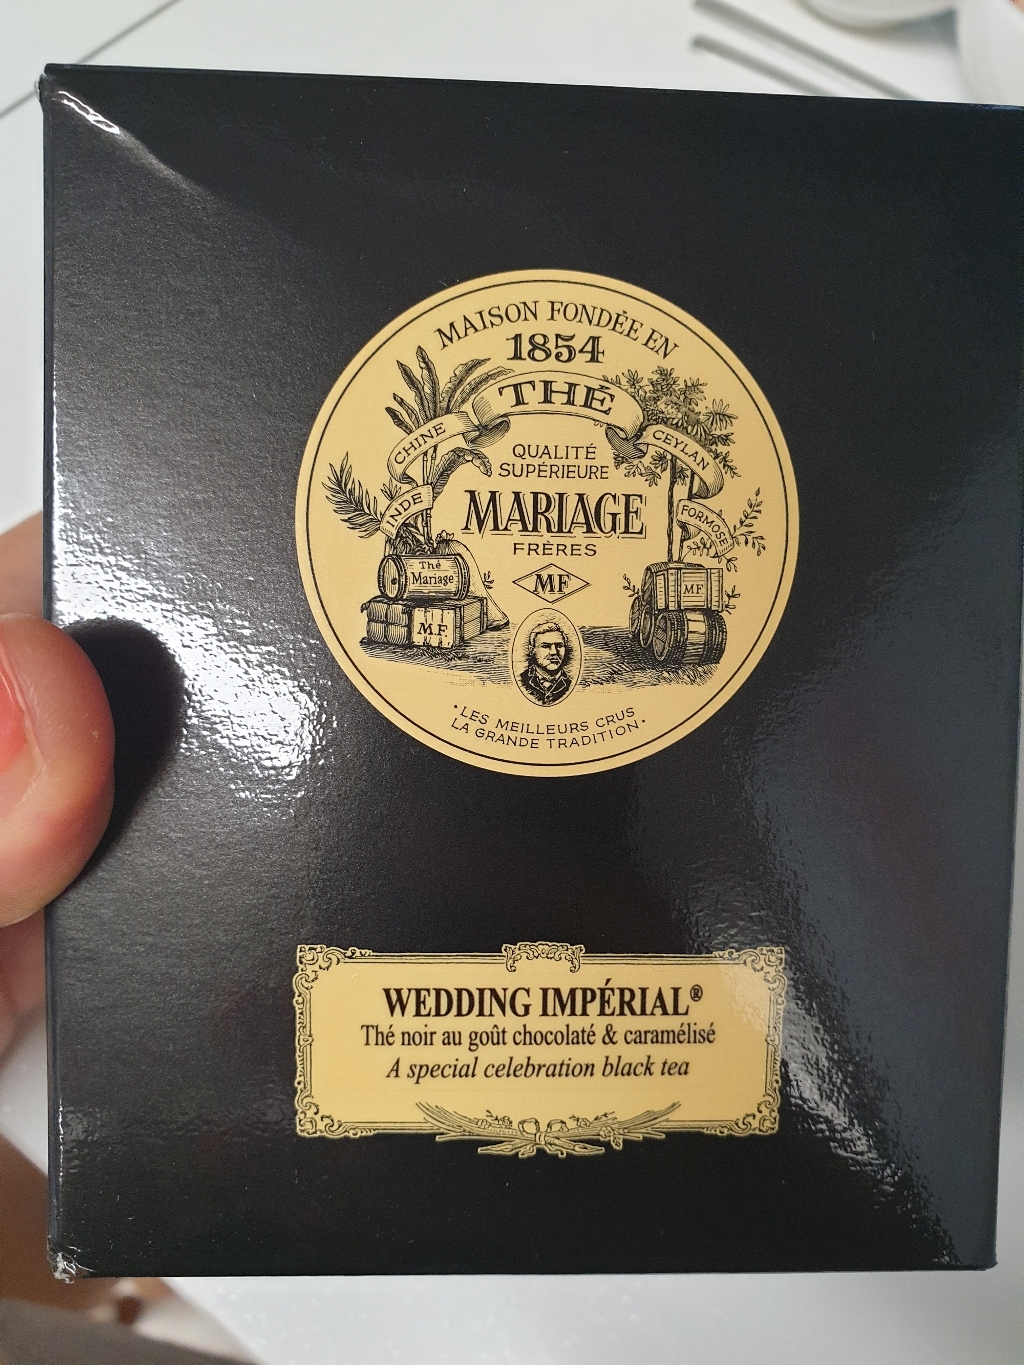 MAISON FONDÉE EN
1854
THÉ
CHINE
CEYLAN
INDE
FORMOSE
QUALITÉ
SUPÉRIEURE
MARIAGE
FRÈRES
MF
Thé
Mariage
MF
MF
·LES MEILLEURS CRUS
LA GRANDE TRADITION·
WEDDING IMPÉRIAL®
Thé noir au goût chocolaté & caramélisé
A special celebration black tea